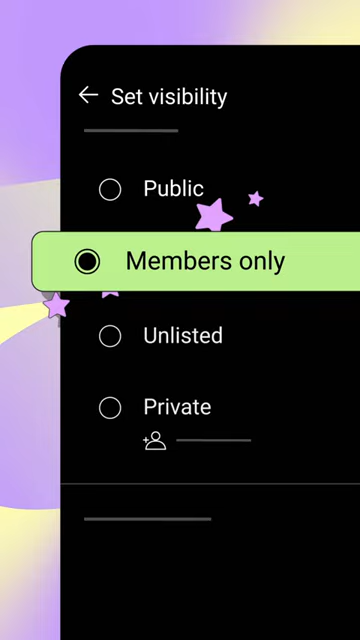 Set visibility
Public
Members only
Unlisted
Private